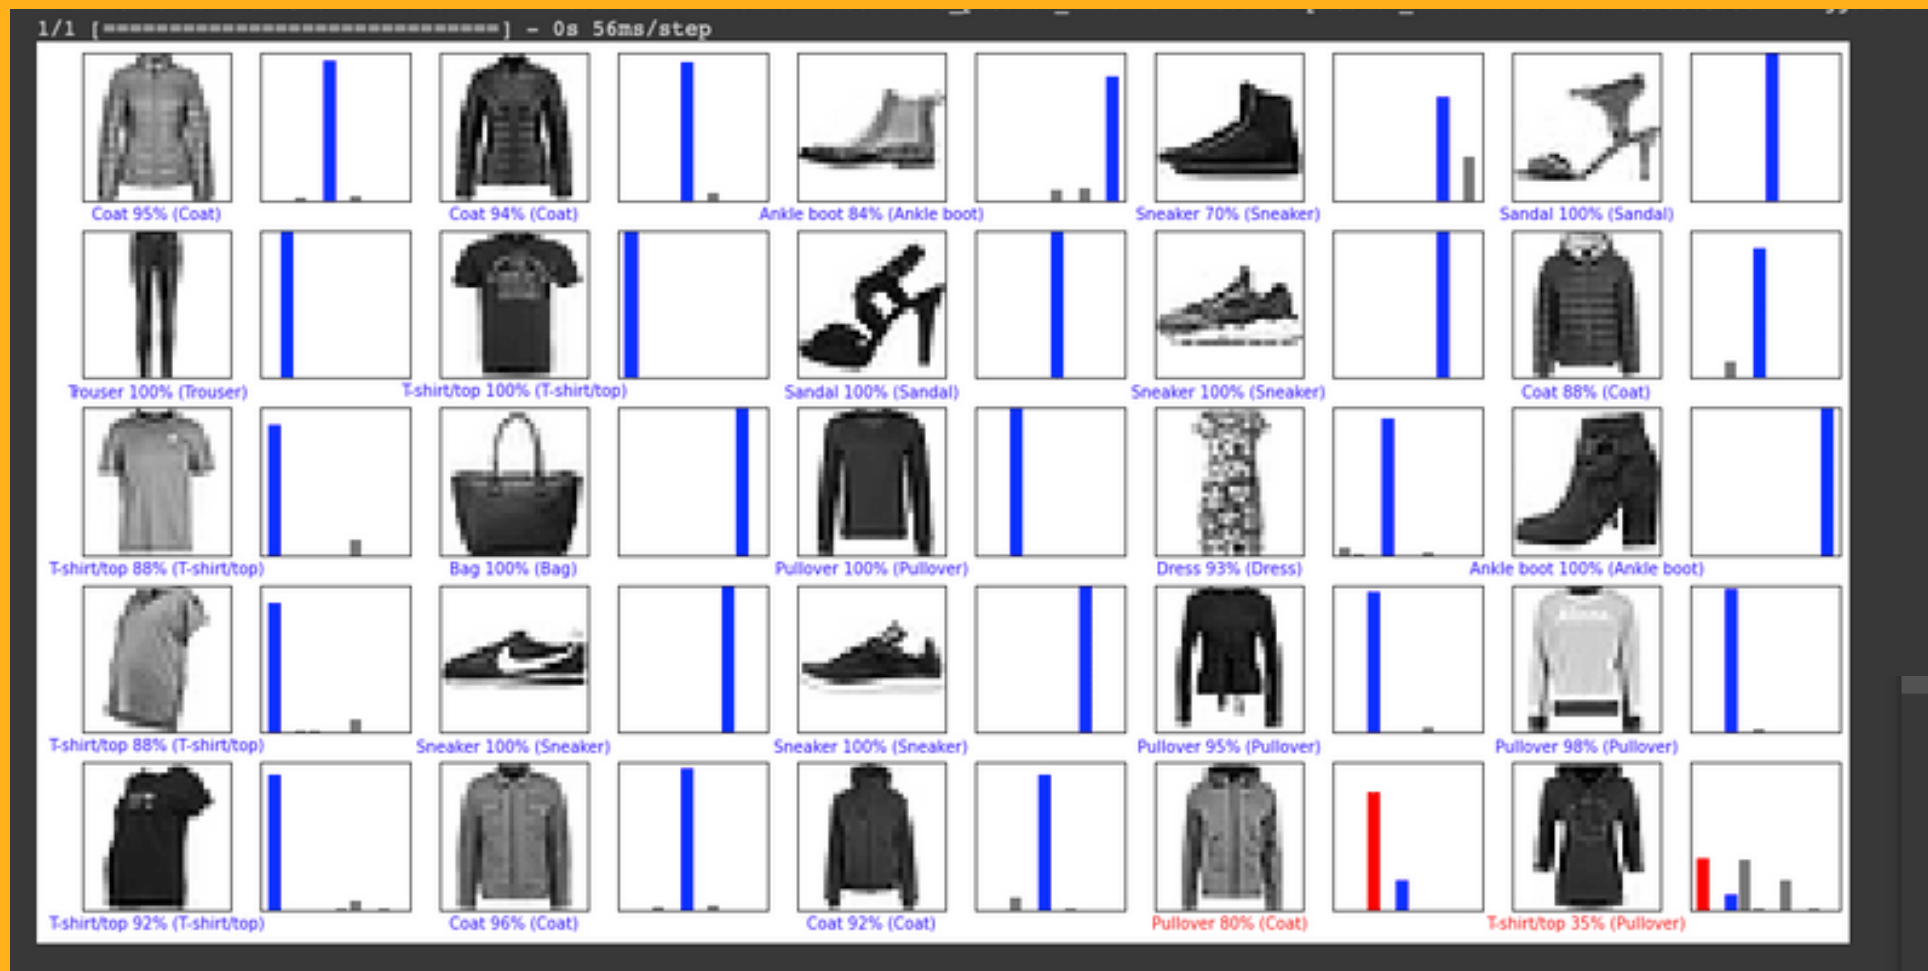 1/1 [==============================] - 0s 56ms/step
Coat 95% (Coat)
Coat 94% (Coat)
Ankle boot 84% (Ankle boot)
Sneaker 70% (Sneaker)
Sandal 100% (Sandal)
Trouser 100% (Trouser)
T-shirt/top 100% (T-shirt/top)
Sandal 100% (Sandal)
Sneaker 100% (Sneaker)
Coat 88% (Coat)
T-shirt/top 88% (T-shirt/top)
Bag 100% (Bag)
Pullover 100% (Pullover)
Dress 93% (Dress)
Ankle boot 100% (Ankle boot)
T-shirt/top 88% (T-shirt/top)
Sneaker 100% (Sneaker)
Sneaker 100% (Sneaker)
Pullover 95% (Pullover)
Pullover 98% (Pullover)
T-shirt/top 92% (T-shirt/top)
Coat 96% (Coat)
Coat 92% (Coat)
Pullover 80% (Coat)
T-shirt/top 35% (Pullover)